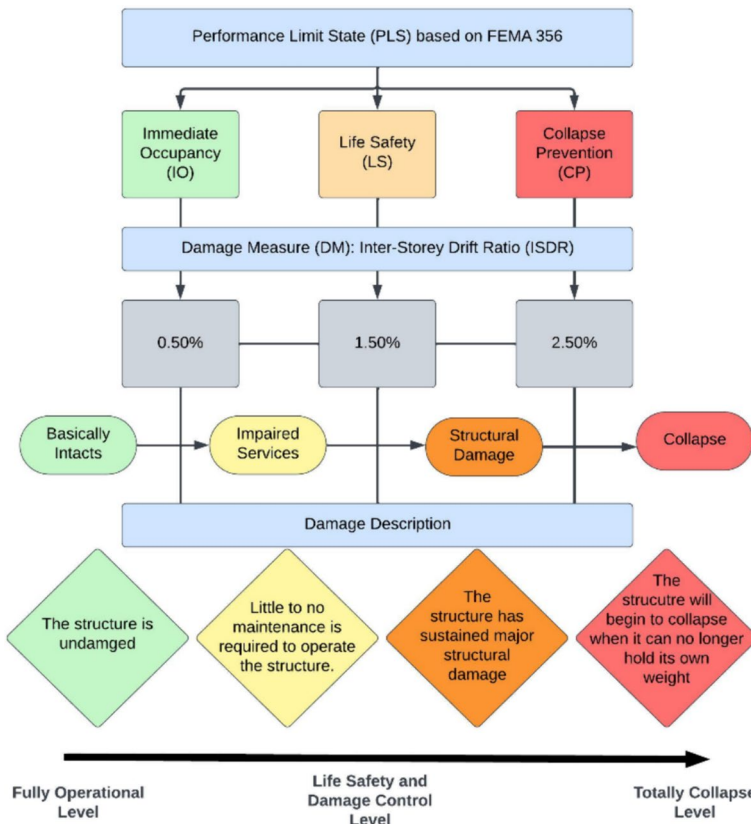 Performance Limit State (PLS) based on FEMA 356
Immediate
Occupancy
(IO)
Life Safety
(LS)
Collapse
Prevention
(CP)
Damage Measure (DM): Inter-Storey Drift Ratio (ISDR)
0.50%
1.50%
2.50%
Basically
Intacts
Impaired
Services
Structural
Damage
Collapse
Damage Description
The structure is
undamged
Little to no
maintenance is
required to operate
the structure.
The
structure has
sustained major
structural
damage
The
strucutre will
begin to collapse
when it can no longer
hold its own
weight
Fully Operational
Level
Life Safety and
Damage Control
Level
Totally Collapse
Level